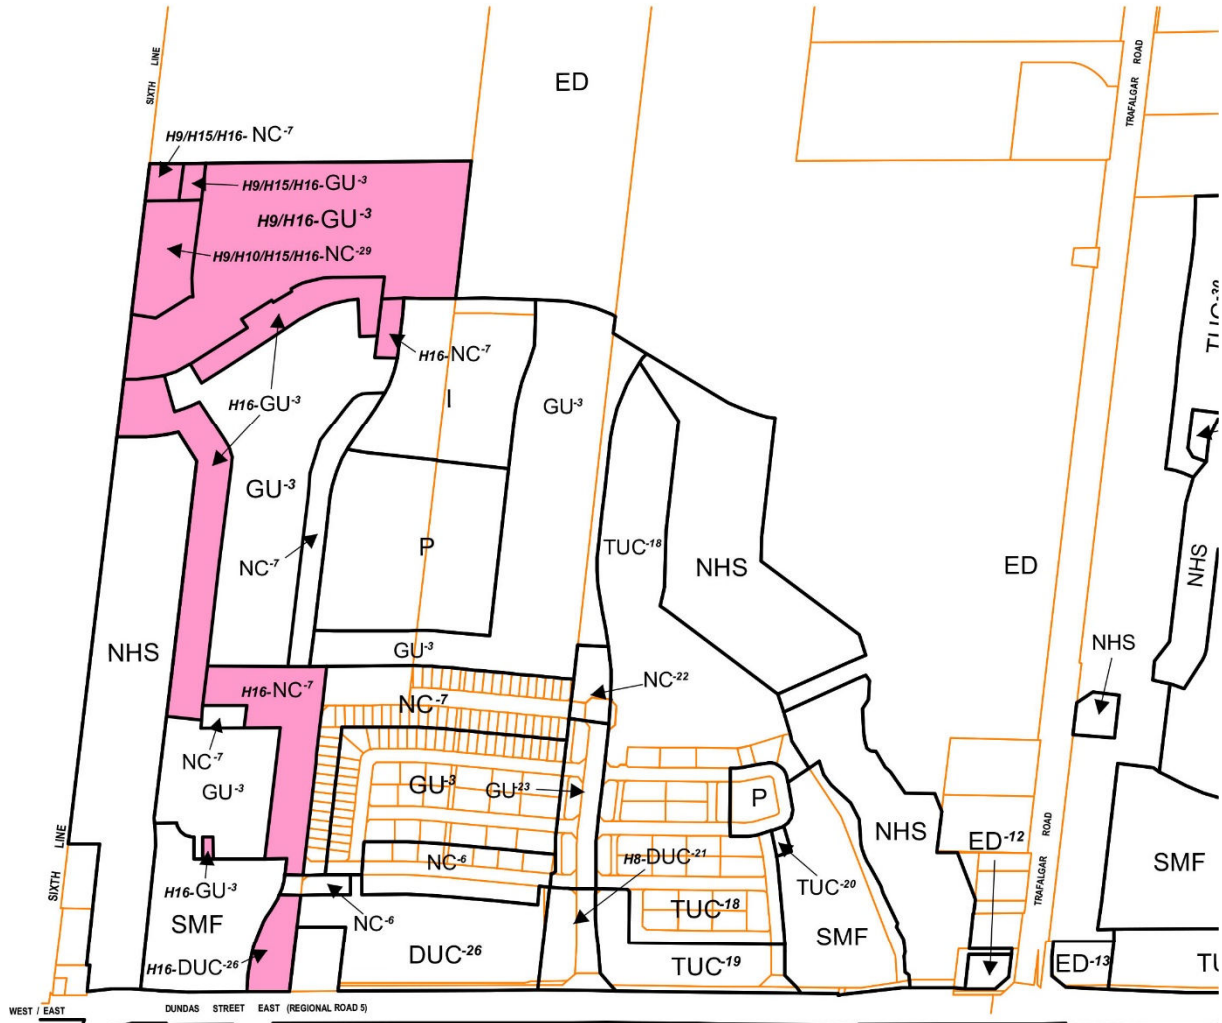 SIXTH LINE
ED
TRAFALGAR ROAD
H9/H15/H16- NC-7
H9/H15/H16-GU-3
H9/H16-GU-3
H9/H10/H15/H16-NC-29
TUC-30
H16-NC-7
I
GU-3
H16-GU-3
GU-3
P
TUC-18
NHS
ED
NHS
NC-7
NHS
GU-3
NHS
H16-NC-7
NC-22
NC-7
NC-7
GU-3
GU-3
GU-23
P
NHS
SIXTH LINE
TRAFALGAR ROAD
ED-12
NC-6
H8-DUC-21
SMF
H16-GU-3
TUC-20
SMF
NC-6
TUC-18
SMF
H16-DUC-26
DUC-26
TUC-19
ED-13
TU
WEST / EAST
DUNDAS STREET EAST (REGIONAL ROAD 5)